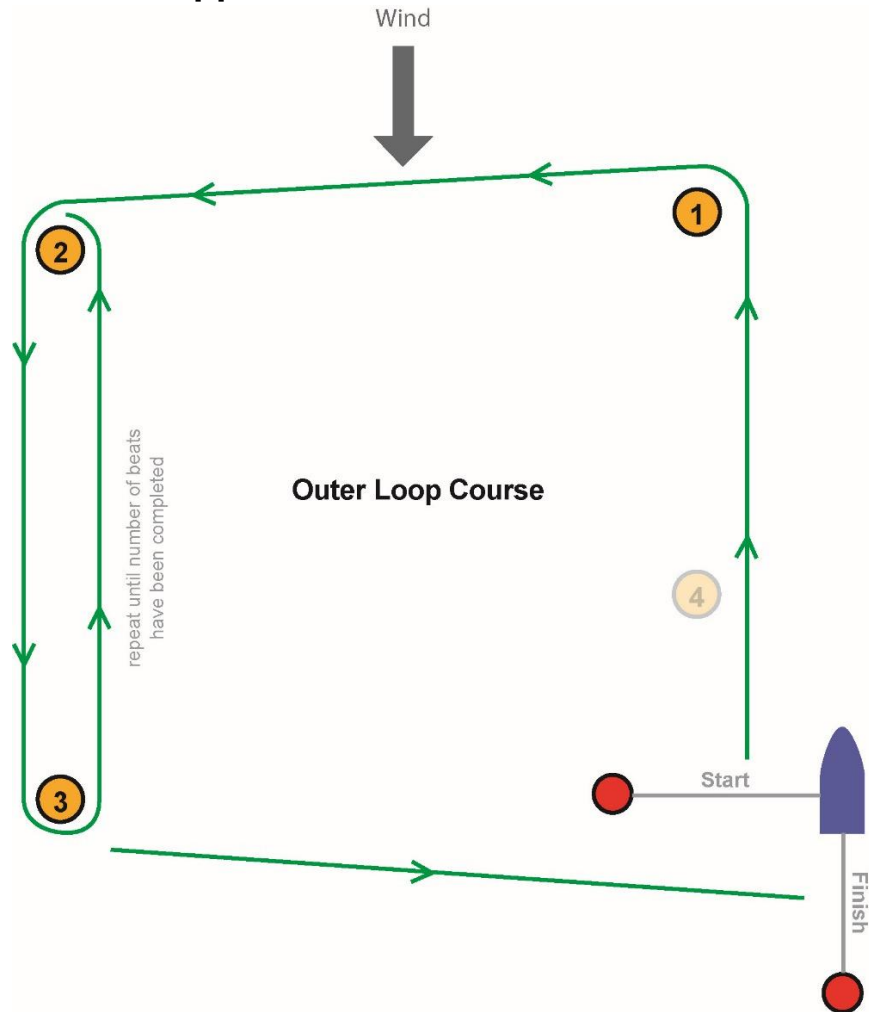 Wind
1
2
repeat until number of beats
have been completed
Outer Loop Course
4
Start
3
Finish